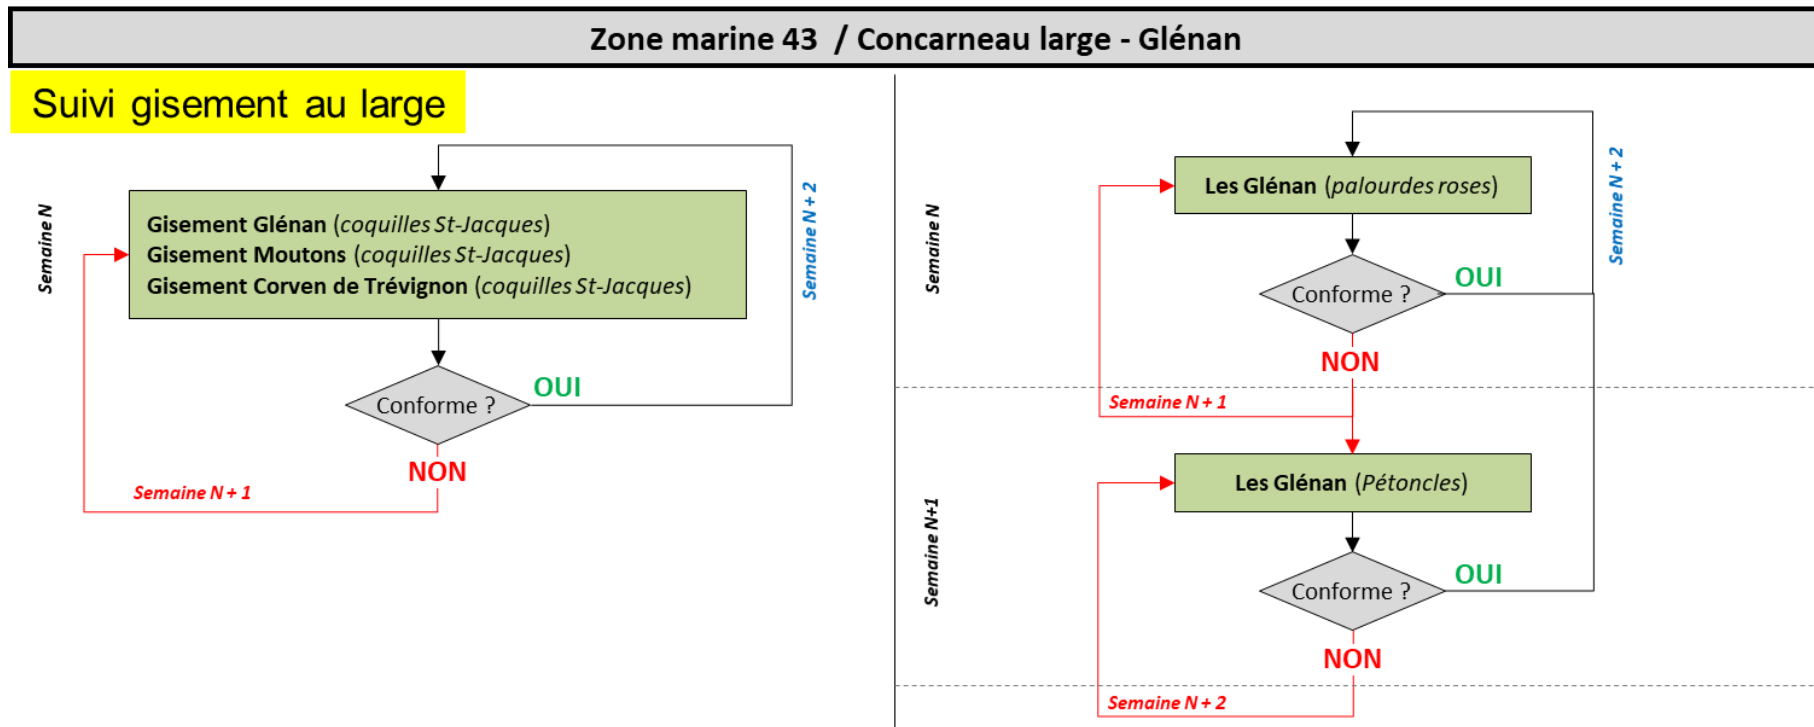 Zone marine 43 / Concarneau large - Glénan
Suivi gisement au large
Semaine N
Gisement Glénan (coquilles St-Jacques)
Gisement Moutons (coquilles St-Jacques)
Gisement Corven de Trévignon (coquilles St-Jacques)
Semaine N + 2
Conforme ?
OUI
NON
Semaine N + 1
Semaine N
Les Glénan (palourdes roses)
Semaine N + 2
Conforme ?
OUI
NON
Semaine N + 1
Semaine N+1
Les Glénan (Pétoncles)
Conforme ?
OUI
NON
Semaine N + 2